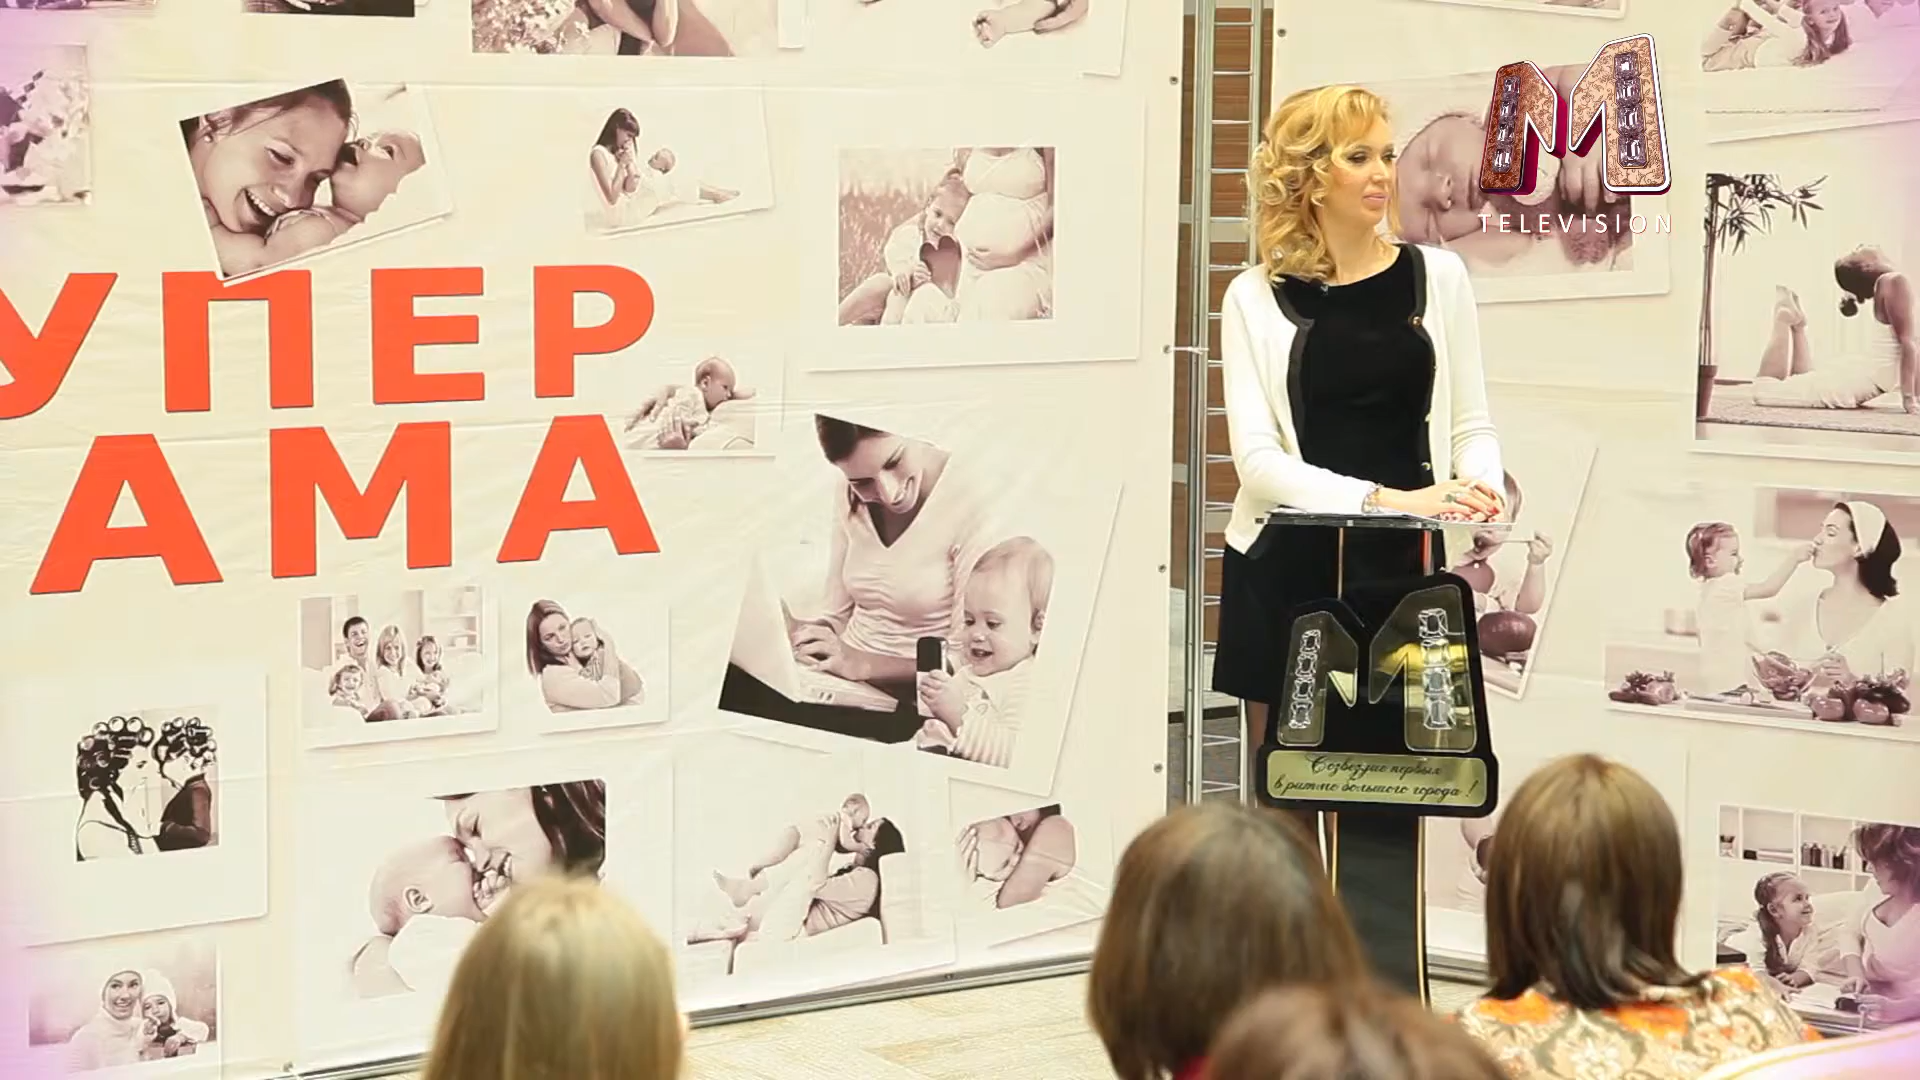 M
TELEVISION
УПЕР
АМА
М
Созвездие первых
в ритме большого города!